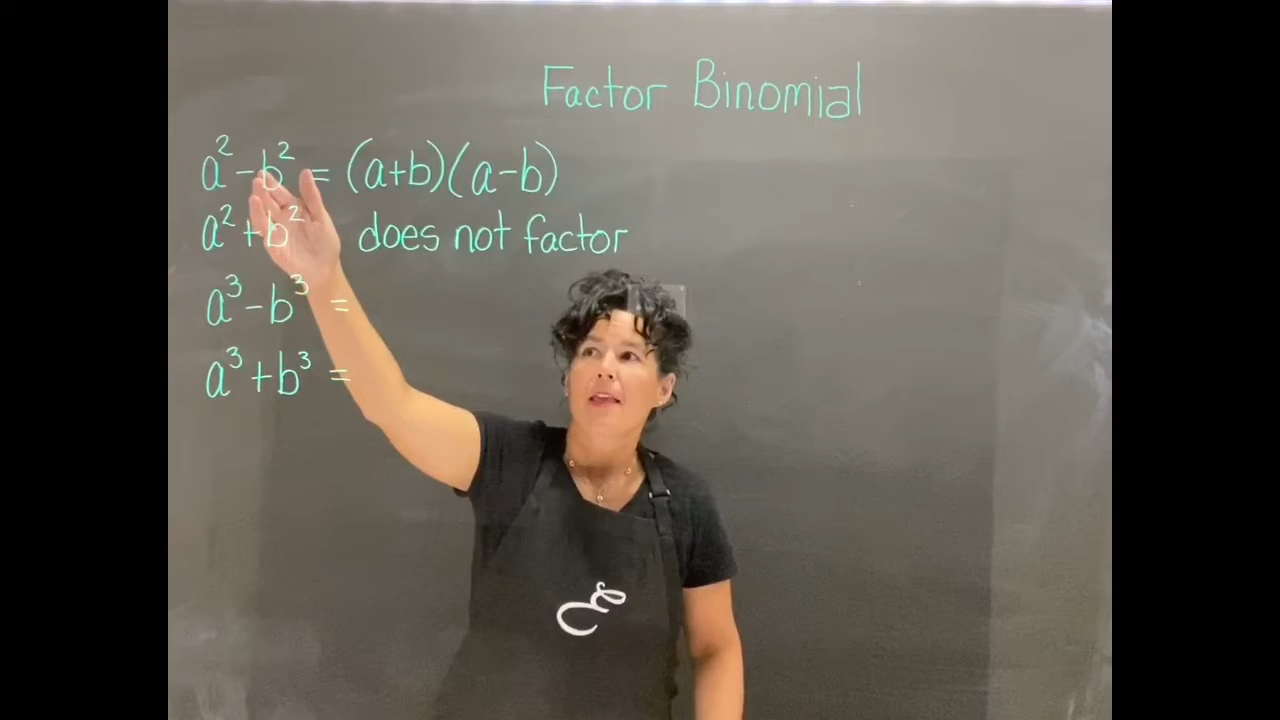 Factor Binomial
a² - b² = (a+b)(a-b)
a² + b² does not factor
a³ - b³ =
a³ + b³ =